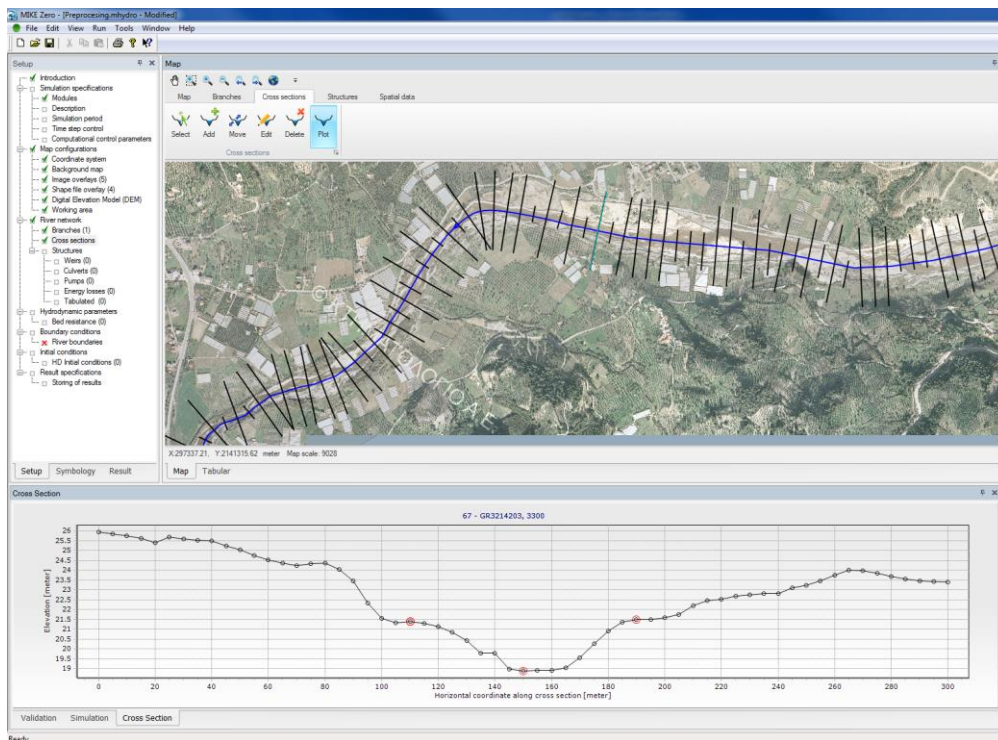 MIKE Zero - [Preprocesing.mhydro - Modified]
File Edit View Run Tools Window Help
Setup
Introduction
Simulation specifications
Modules
Description
Simulation period
Time step control
Computational control parameters
Map configurations
Coordinate system
Background map
Image overlays (5)
Shape file overlay (4)
Digital Elevation Model (DEM)
Working area
River network
Branches (1)
Cross sections
Structures
Weirs (0)
Culverts (0)
Pumps (0)
Energy losses (0)
Tabulated (0)
Hydrodynamic parameters
Bed resistance (0)
Boundary conditions
River boundaries
Initial conditions
HD Initial conditions (0)
Result specifications
Storing of results
Setup Symbology Result
Map
Map Branches Cross sections Structures Spatial data
Select Add Move Edit Delete Plot
Cross sections
X:297337.21, Y:2141315.62 meter Map scale: 9028
Map Tabular
Cross Section
67 - GR3214203, 3300
Elevation [meter]
26
25.5
25
24.5
24
23.5
23
22.5
22
21.5
21
20.5
20
19.5
19
0 20 40 60 80 100 120 140 160 180 200 220 240 260 280 300
Horizontal coordinate along cross section [meter]
Validation Simulation Cross Section
Ready